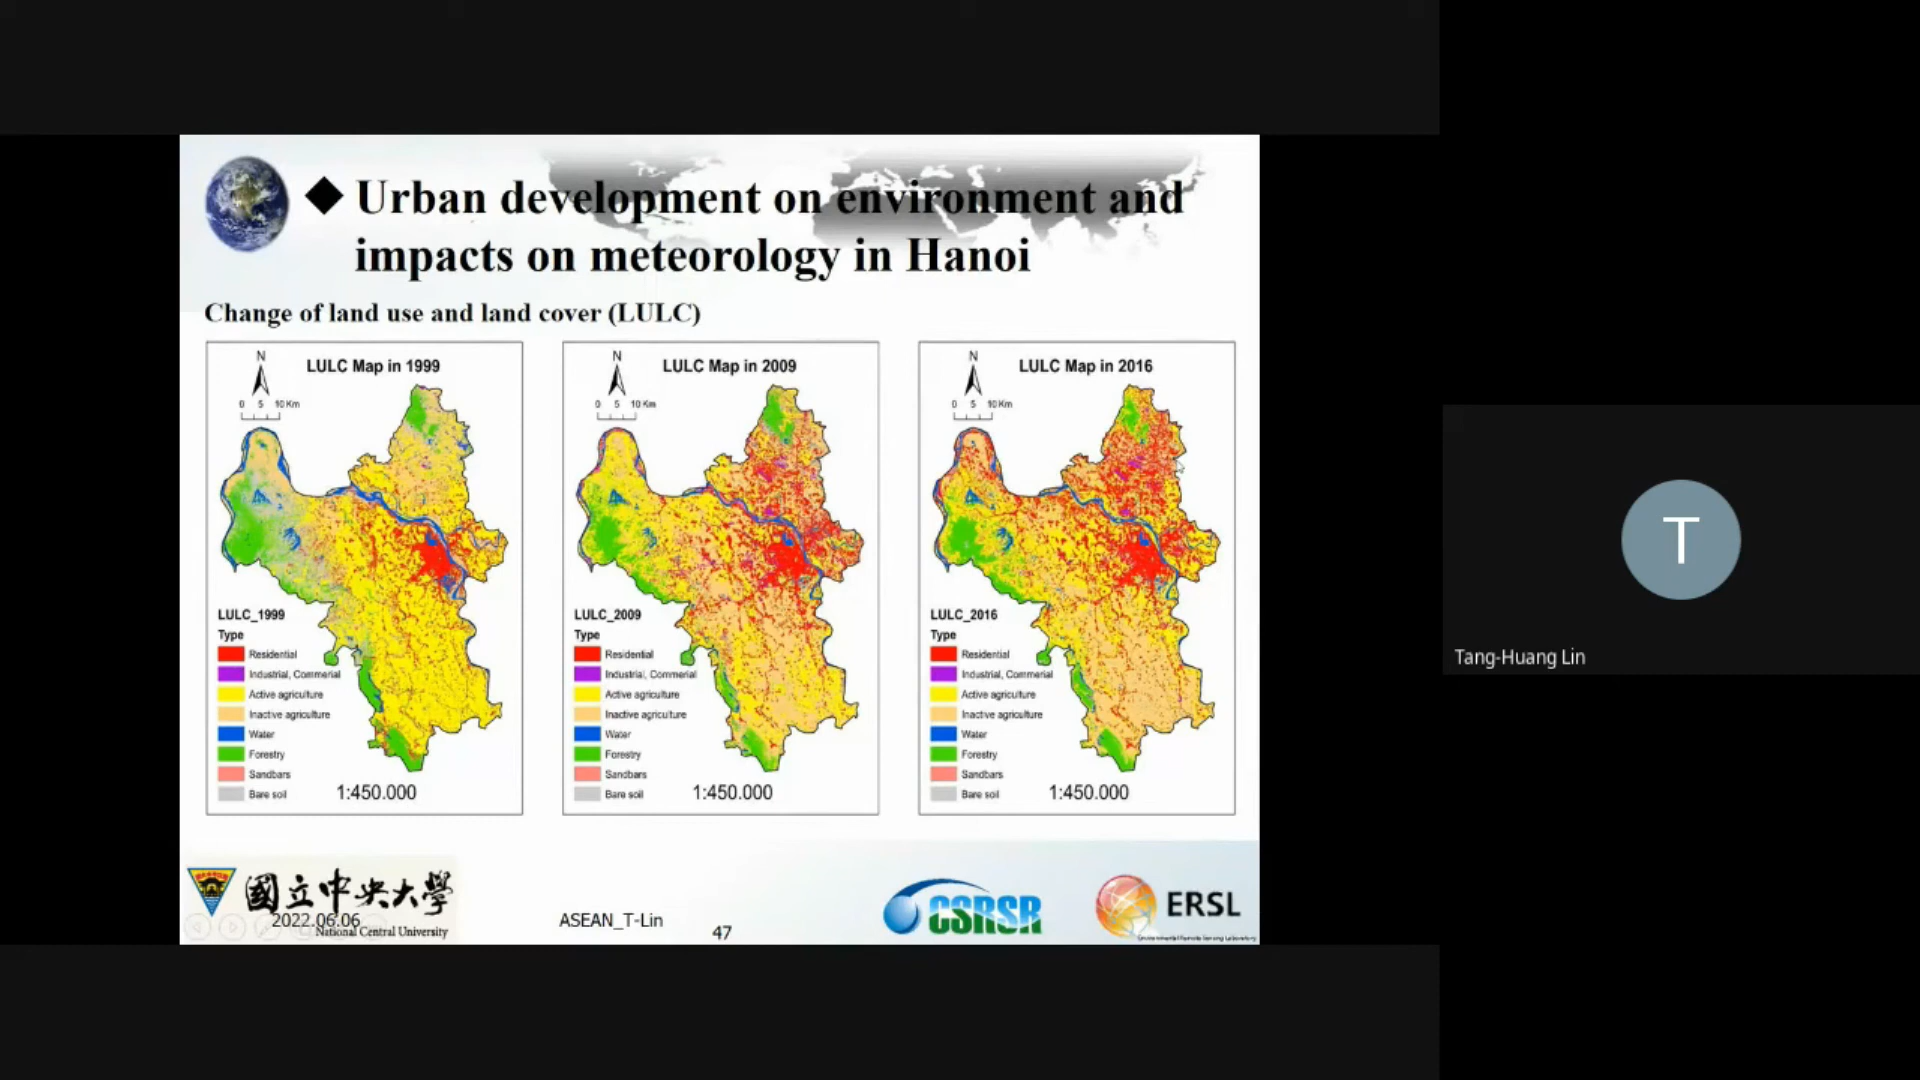 ◆ Urban development on environment and
impacts on meteorology in Hanoi
Change of land use and land cover (LULC)
N
LULC Map in 1999
0 5 10 Km
LULC_1999
Type
Residential
Industrial, Commerial
Active agriculture
Inactive agriculture
Water
Forestry
Sandbars
Bare soil
1:450.000
N
LULC Map in 2009
0 5 10 Km
LULC_2009
Type
Residential
Industrial, Commerial
Active agriculture
Inactive agriculture
Water
Forestry
Sandbars
Bare soil
1:450.000
N
LULC Map in 2016
0 5 10 Km
LULC_2016
Type
Residential
Industrial, Commerial
Active agriculture
Inactive agriculture
Water
Forestry
Sandbars
Bare soil
1:450.000
國立中央大學
2022.06.06
National Central University
ASEAN_T-Lin
47
CSRSR
ERSL
Environmental Remote Sensing Laboratory
T
Tang-Huang Lin